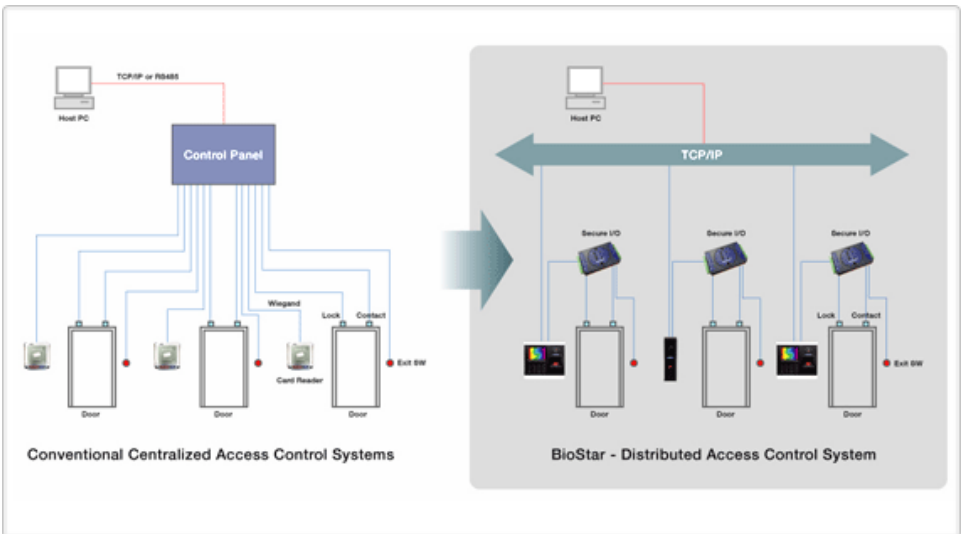 TCP/IP or RS485
Host PC
Control Panel
Wiegand
Lock
Contact
Card Reader
Exit SW
Door
Door
Door
Conventional Centralized Access Control Systems
Host PC
TCP/IP
Secure I/O
Secure I/O
Secure I/O
Lock
Contact
Exit SW
Door
Door
Door
BioStar - Distributed Access Control System